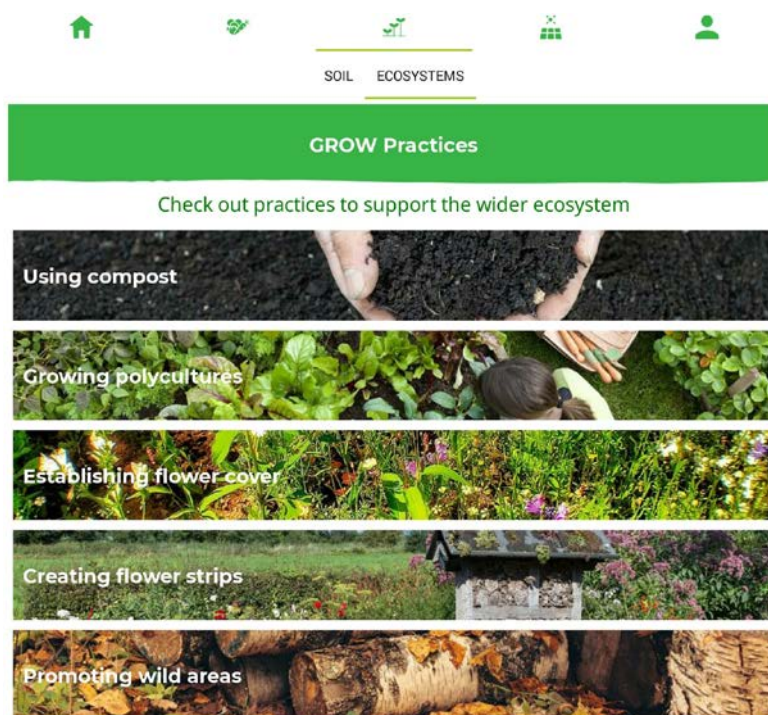 SOIL ECOSYSTEMS
GROW Practices
Check out practices to support the wider ecosystem
Using compost
Growing polycultures
Establishing flower cover
Creating flower strips
Promoting wild areas